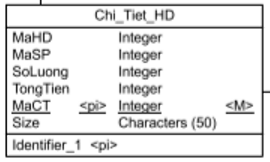 Chi_Tiet_HD
MaHD Integer
MaSP Integer
SoLuong Integer
TongTien Integer
MaCT <pi> Integer <M>
Size Characters (50)
Identifier_1 <pi>